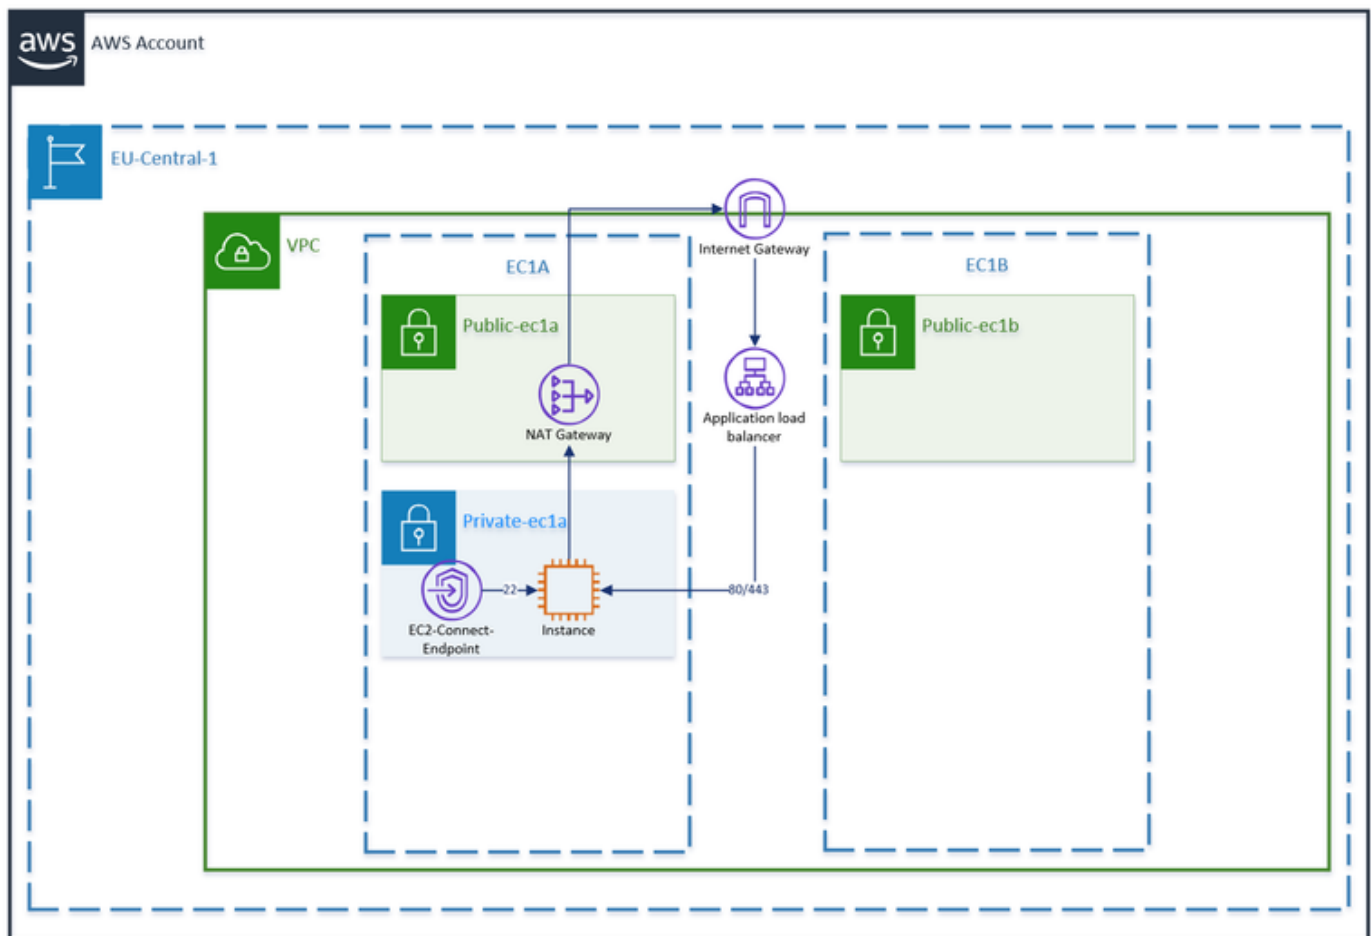 aws
AWS Account
EU-Central-1
VPC
Internet Gateway
EC1A
EC1B
Public-ec1a
Public-ec1b
NAT Gateway
Application load
balancer
Private-ec1a
22
80/443
EC2-Connect-
Endpoint
Instance